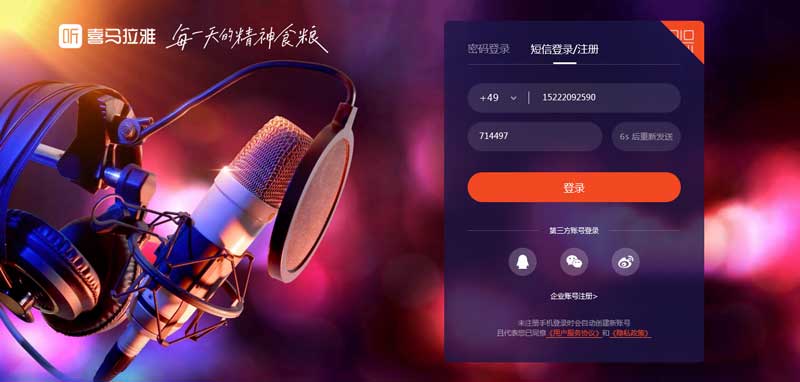 听 喜马拉雅 每一天的精神食粮
密码登录 短信登录/注册
+49 15222092590
714497 6s 后重新发送
登录
第三方账号登录
企业账号注册>
未注册手机登录时会自动创建新账号
且代表您已同意《用户服务协议》和《隐私政策》